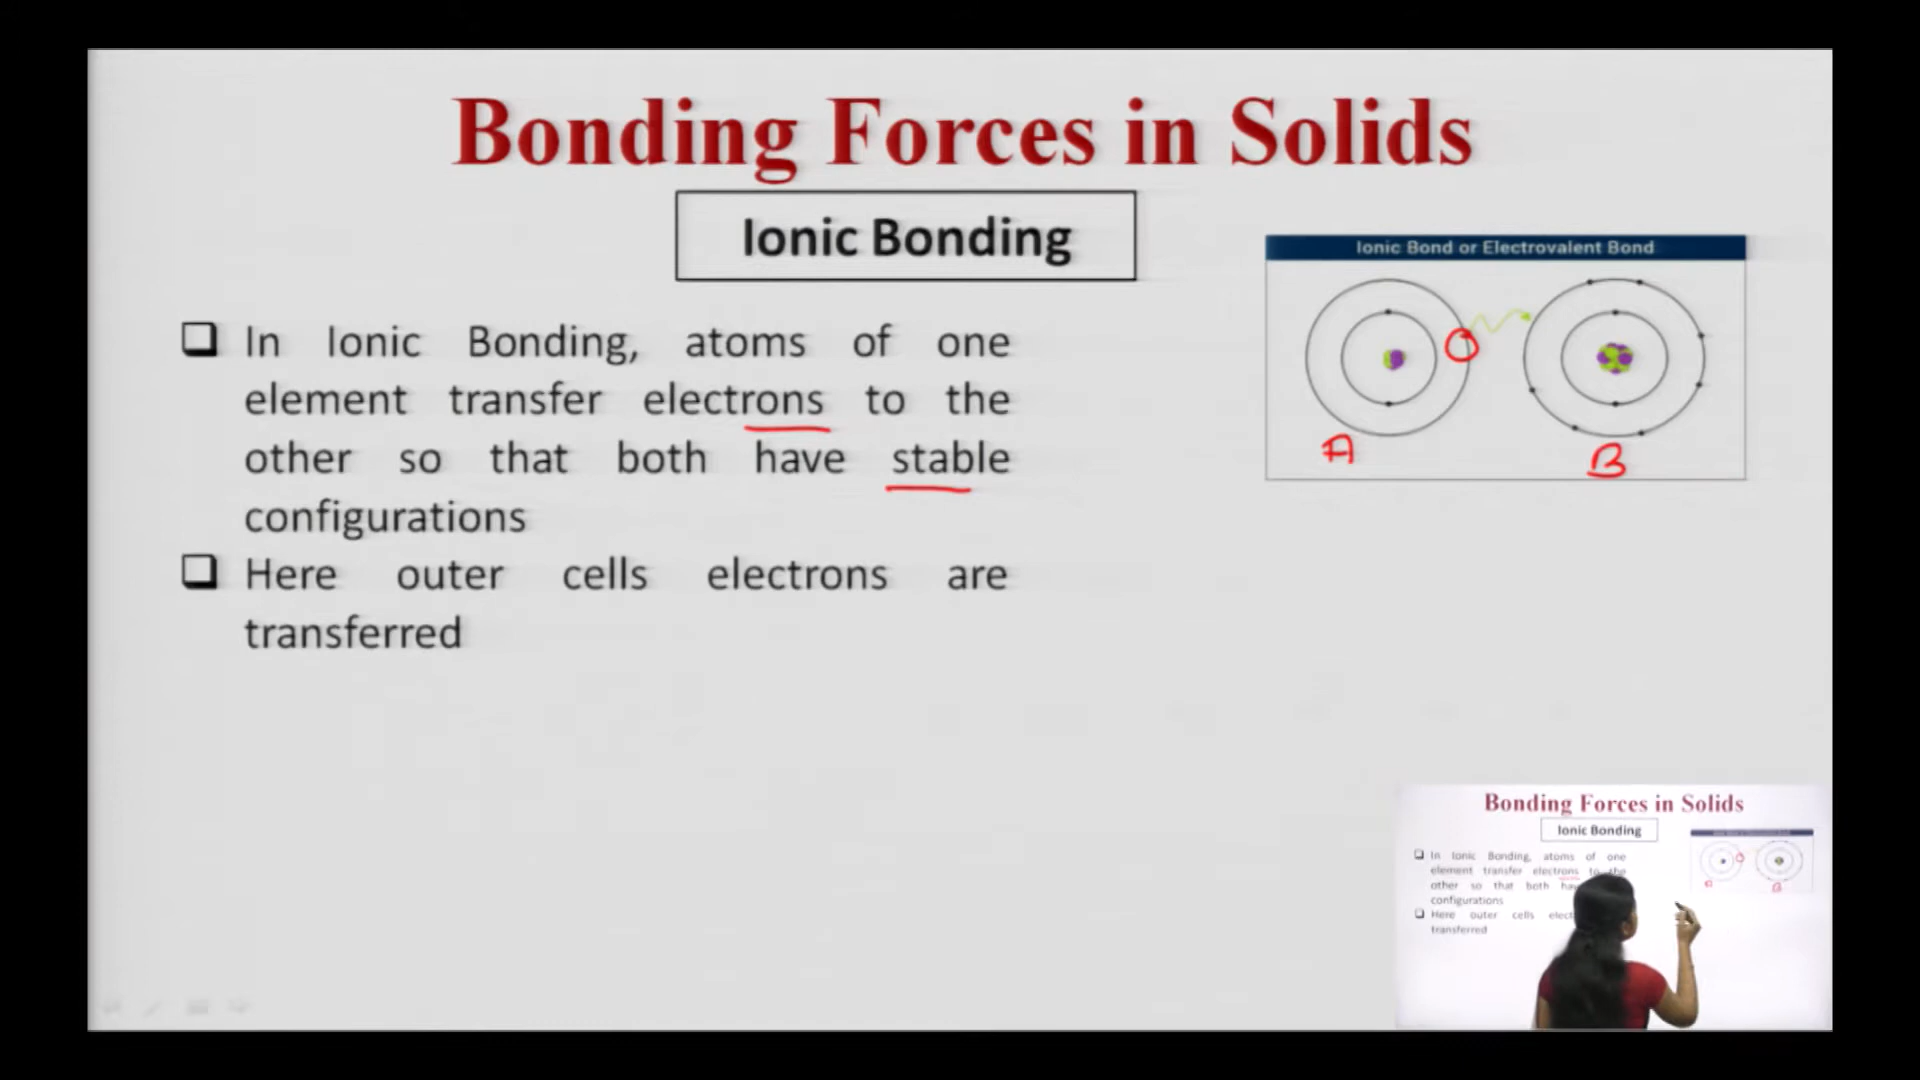 Bonding Forces in Solids
Ionic Bonding
In Ionic Bonding, atoms of one
element transfer electrons to the
other so that both have stable
configurations
Here outer cells electrons are
transferred
Ionic Bond or Electrovalent Bond
A
B
Bonding Forces in Solids
Ionic Bonding
In Ionic Bonding, atoms of one
element transfer electrons to the
other so that both hav
configurations
Here outer cells elect
transferred
A
B